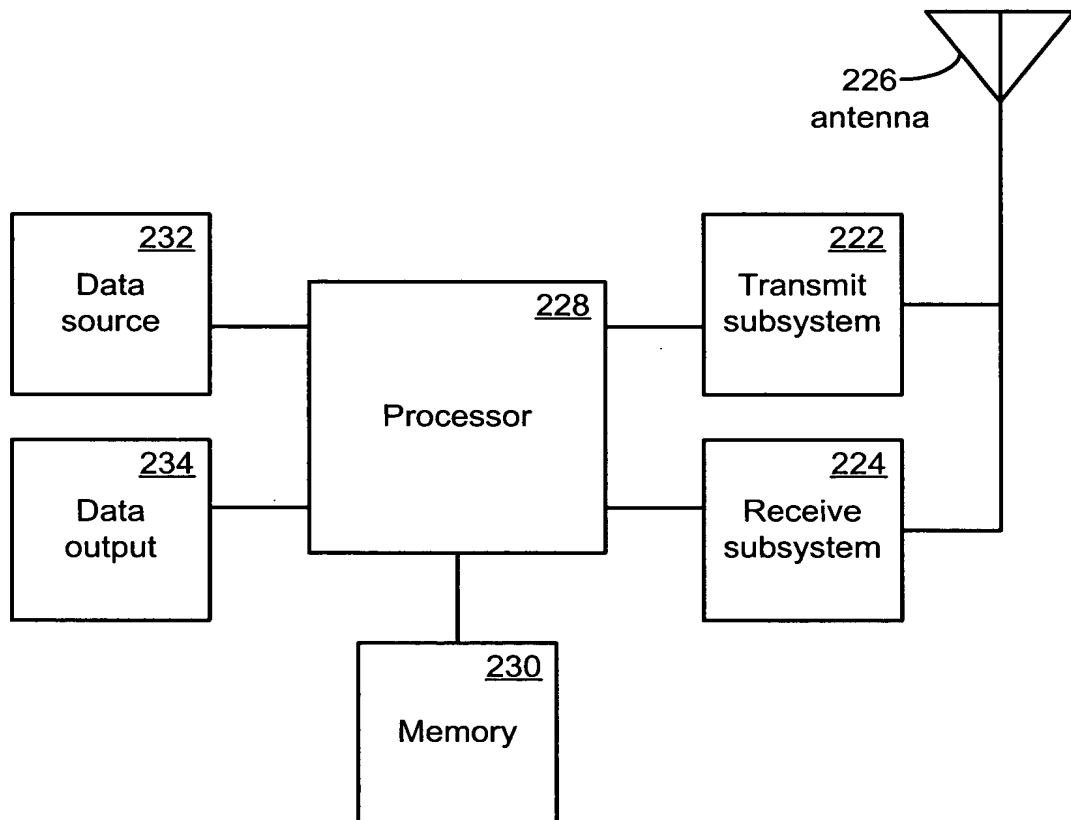 226
antenna
232
Data
source
228
Processor
222
Transmit
subsystem
234
Data
output
224
Receive
subsystem
230
Memory